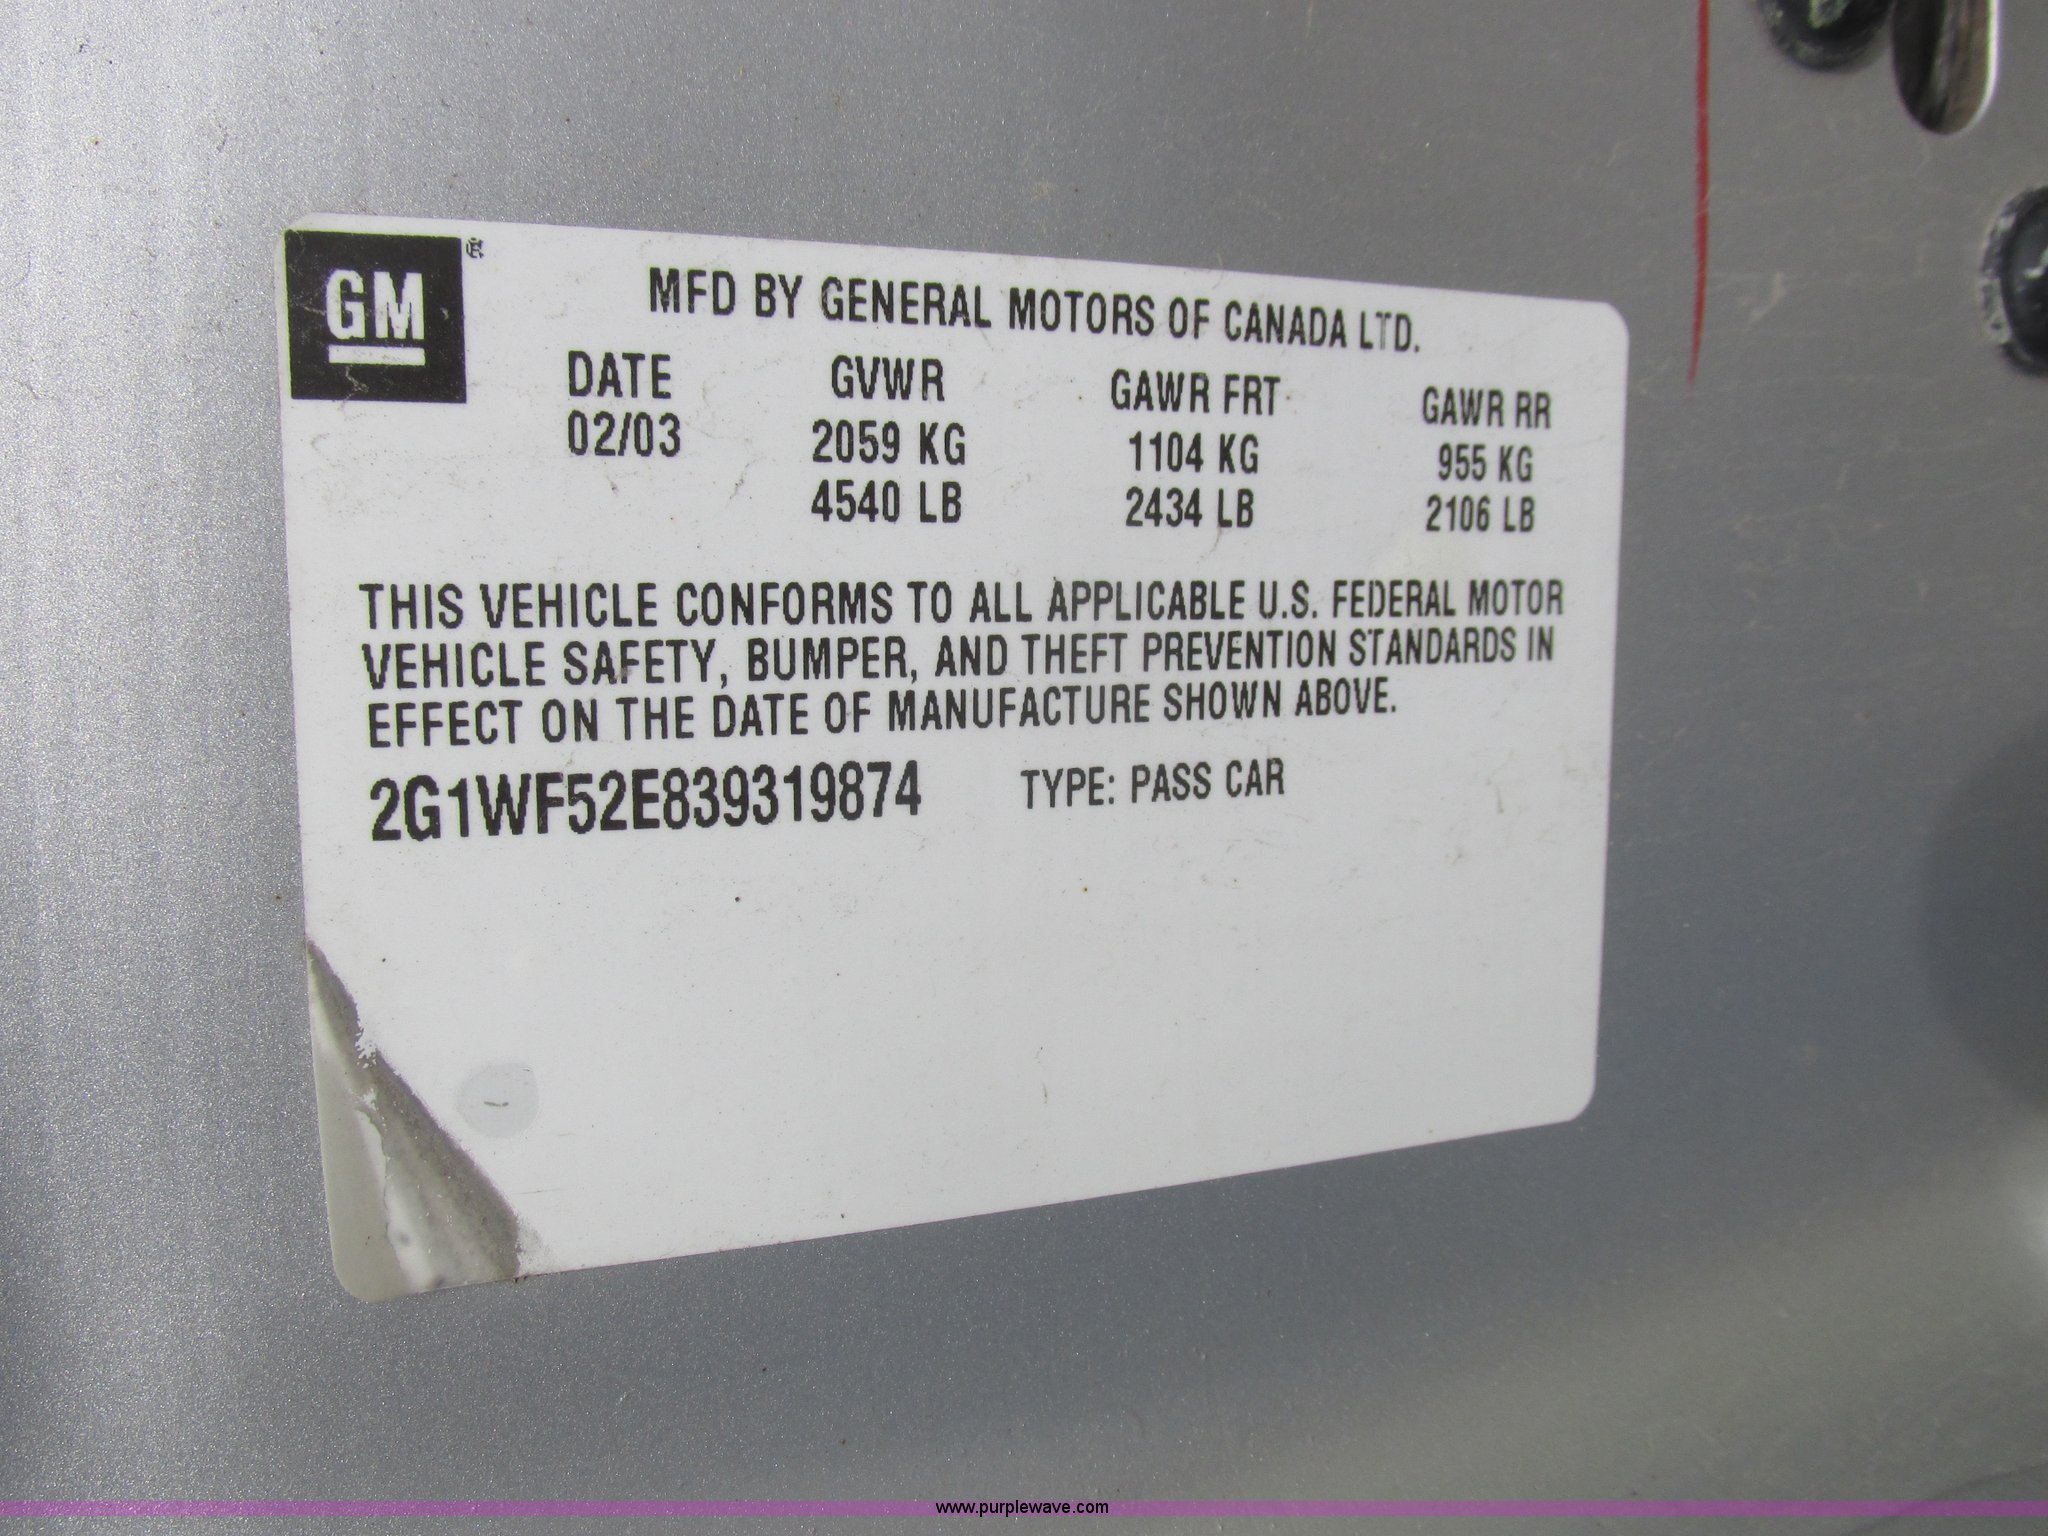 GM
MFD BY GENERAL MOTORS OF CANADA LTD.
DATE GVWR GAWR FRT GAWR RR
02/03 2059 KG 1104 KG 955 KG
4540 LB 2434 LB 2106 LB
THIS VEHICLE CONFORMS TO ALL APPLICABLE U.S. FEDERAL MOTOR
VEHICLE SAFETY, BUMPER, AND THEFT PREVENTION STANDARDS IN
EFFECT ON THE DATE OF MANUFACTURE SHOWN ABOVE.
2G1WF52E839319874 TYPE: PASS CAR
www.purplewave.com